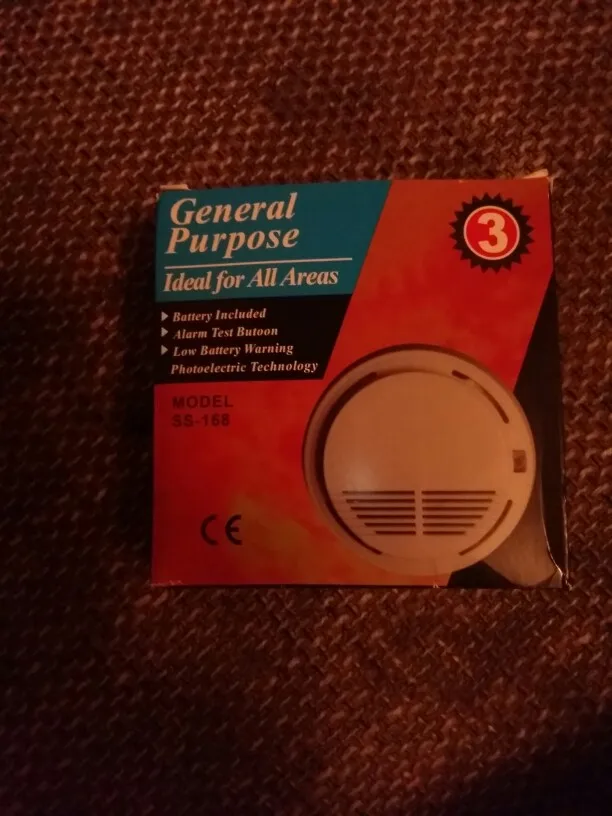 General
Purpose
Ideal for All Areas
3
Battery Included
Alarm Test Butoon
Low Battery Warning
Photoelectric Technology
MODEL
SS-168
CE